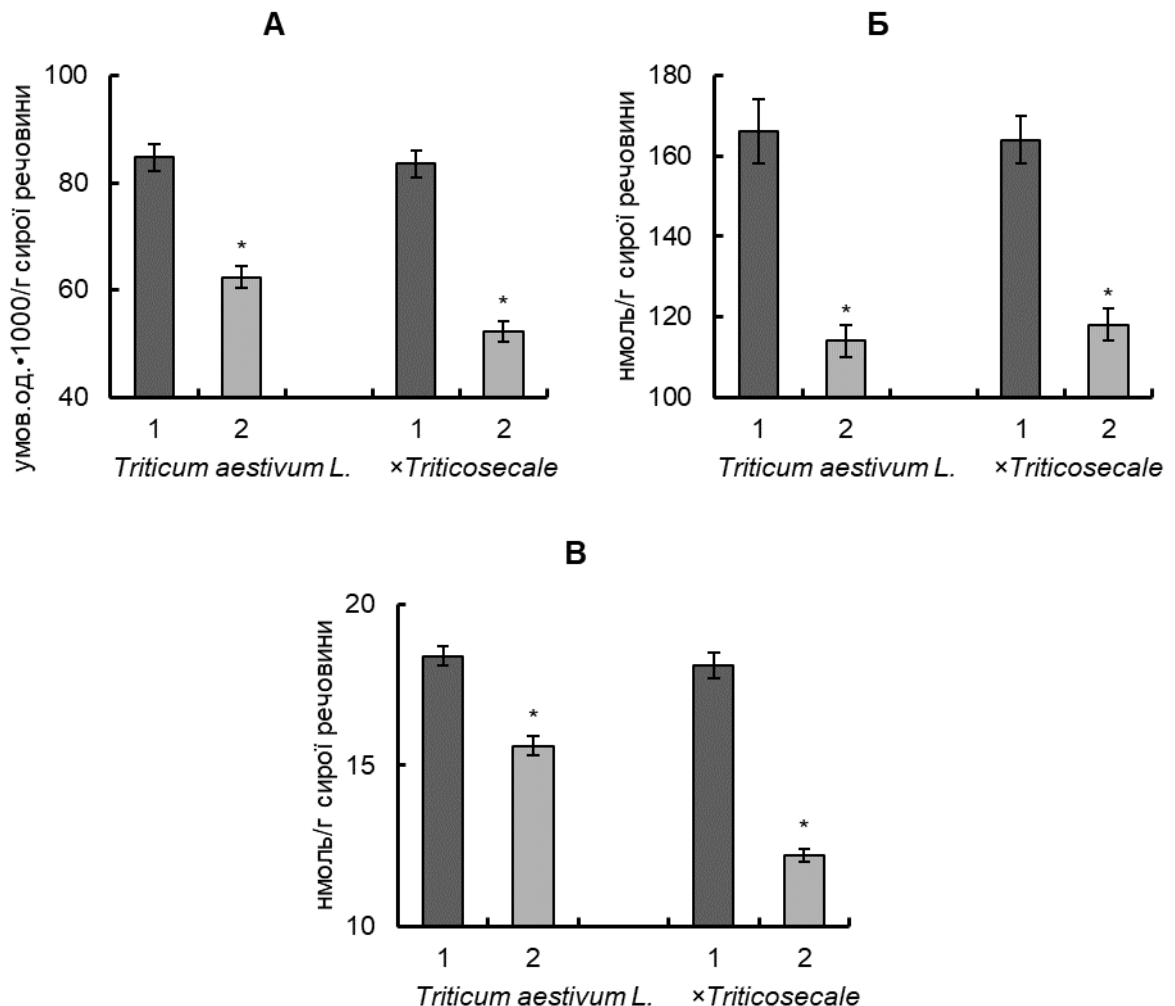 А
умов.од.•1000/г сирої речовини
100
80
60
40
*
*
1 2 1 2
Triticum aestivum L. ×Triticosecale
Б
нмоль/г сирої речовини
180
160
140
120
100
*
*
1 2 1 2
Triticum aestivum L. ×Triticosecale
В
нмоль/г сирої речовини
20
15
10
*
*
1 2 1 2
Triticum aestivum L. ×Triticosecale